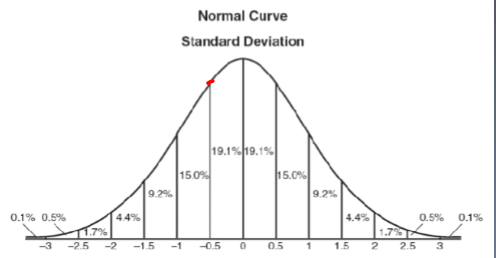 Normal Curve
Standard Deviation
19.1% 19.1%
15.0% 15.0%
9.2% 9.2%
0.1% 0.5% 4.4% 4.4% 0.5% 0.1%
1.7% 1.7%
−3 −2.5 −2 −1.5 −1 −0.5 0 0.5 1 1.5 2 2.5 3